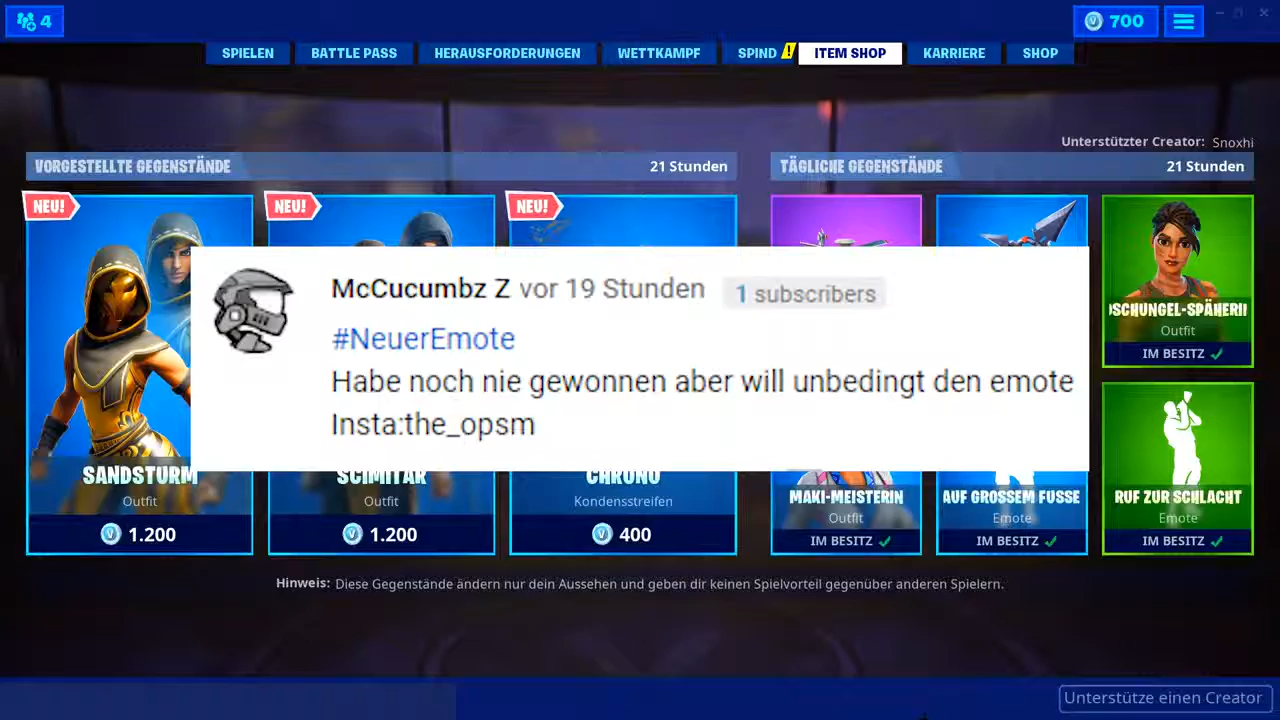 4
700
SPIELEN
BATTLE PASS
HERAUSFORDERUNGEN
WETTKAMPF
SPIND
!
ITEM SHOP
KARRIERE
SHOP
Unterstützter Creator: Snoxhi
VORGESTELLTE GEGENSTÄNDE
21 Stunden
TÄGLICHE GEGENSTÄNDE
21 Stunden
NEU!
NEU!
NEU!
McCucumbz Z vor 19 Stunden 1 subscribers
#NeuerEmote
Habe noch nie gewonnen aber will unbedingt den emote
Insta:the_opsm
DSCHUNGEL-SPÄHERIN
Outfit
IM BESITZ
SANDSTURM
Outfit
1.200
SCIMITAR
Outfit
1.200
CHRONO
Kondensstreifen
400
MAKI-MEISTERIN
Outfit
IM BESITZ
AUF GROSSEM FUSSE
Emote
IM BESITZ
RUF ZUR SCHLACHT
Emote
IM BESITZ
Hinweis: Diese Gegenstände ändern nur dein Aussehen und geben dir keinen Spielvorteil gegenüber anderen Spielern.
Unterstütze einen Creator